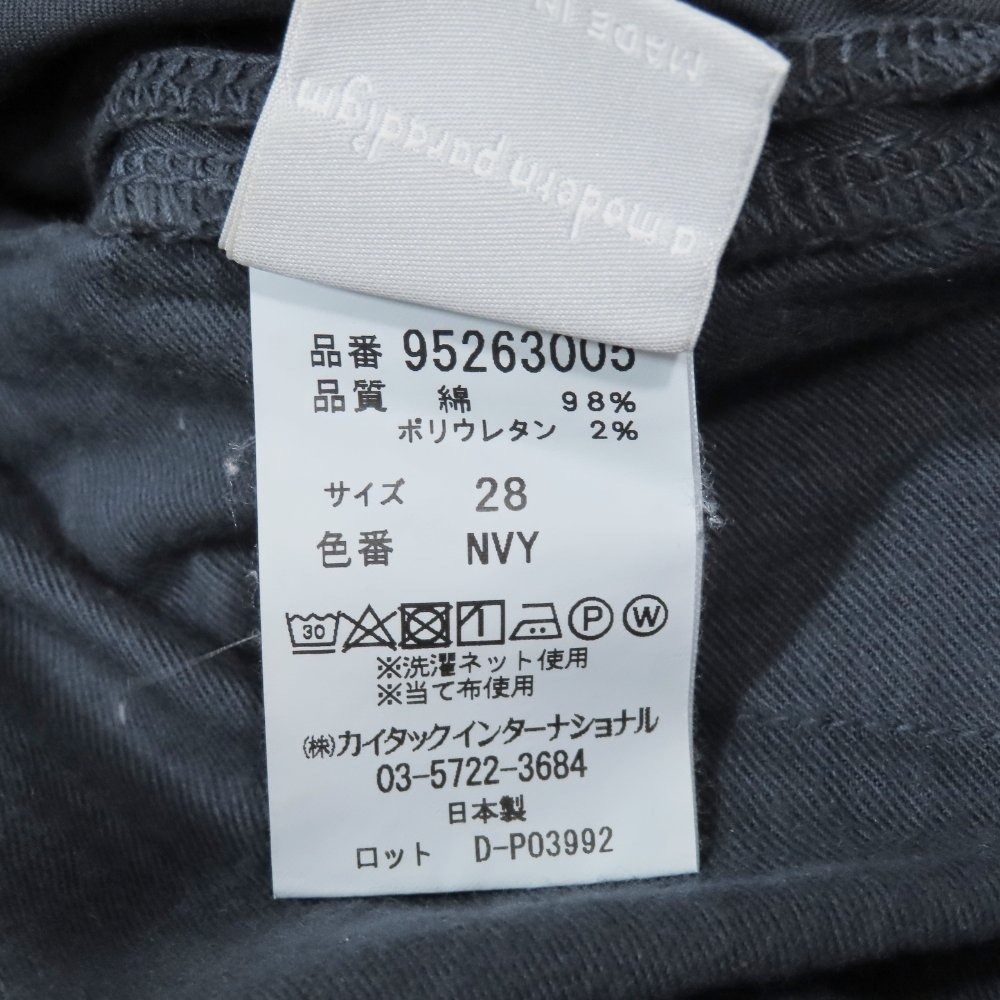 MADE IN
a modern paradigm
品番 95263005
品質 綿 98%
ポリウレタン 2%
サイズ 28
色番 NVY
30 P W
※洗濯ネット使用
※当て布使用
(株)カイタックインターナショナル
03-5722-3684
日本製
ロット D-P03992